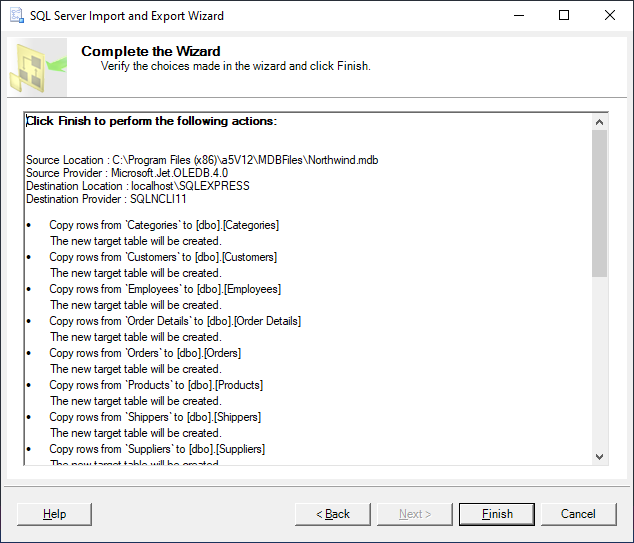 SQL Server Import and Export Wizard
Complete the Wizard
Verify the choices made in the wizard and click Finish.
Click Finish to perform the following actions:
Source Location : C:\Program Files (x86)\a5V12\MDBFiles\Northwind.mdb
Source Provider : Microsoft.Jet.OLEDB.4.0
Destination Location : localhost\SQLEXPRESS
Destination Provider : SQLNCLI11
• Copy rows from `Categories` to [dbo].[Categories]
The new target table will be created.
• Copy rows from `Customers` to [dbo].[Customers]
The new target table will be created.
• Copy rows from `Employees` to [dbo].[Employees]
The new target table will be created.
• Copy rows from `Order Details` to [dbo].[Order Details]
The new target table will be created.
• Copy rows from `Orders` to [dbo].[Orders]
The new target table will be created.
• Copy rows from `Products` to [dbo].[Products]
The new target table will be created.
• Copy rows from `Shippers` to [dbo].[Shippers]
The new target table will be created.
• Copy rows from `Suppliers` to [dbo].[Suppliers]
The new target table will be created.
Help
< Back
Next >
Finish
Cancel